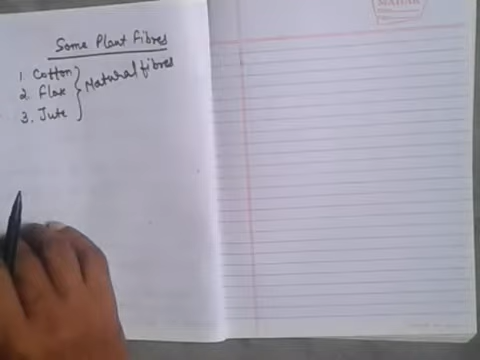 Some Plant Fibres
1. Cotton
2. Flax
3. Jute
Natural fibres